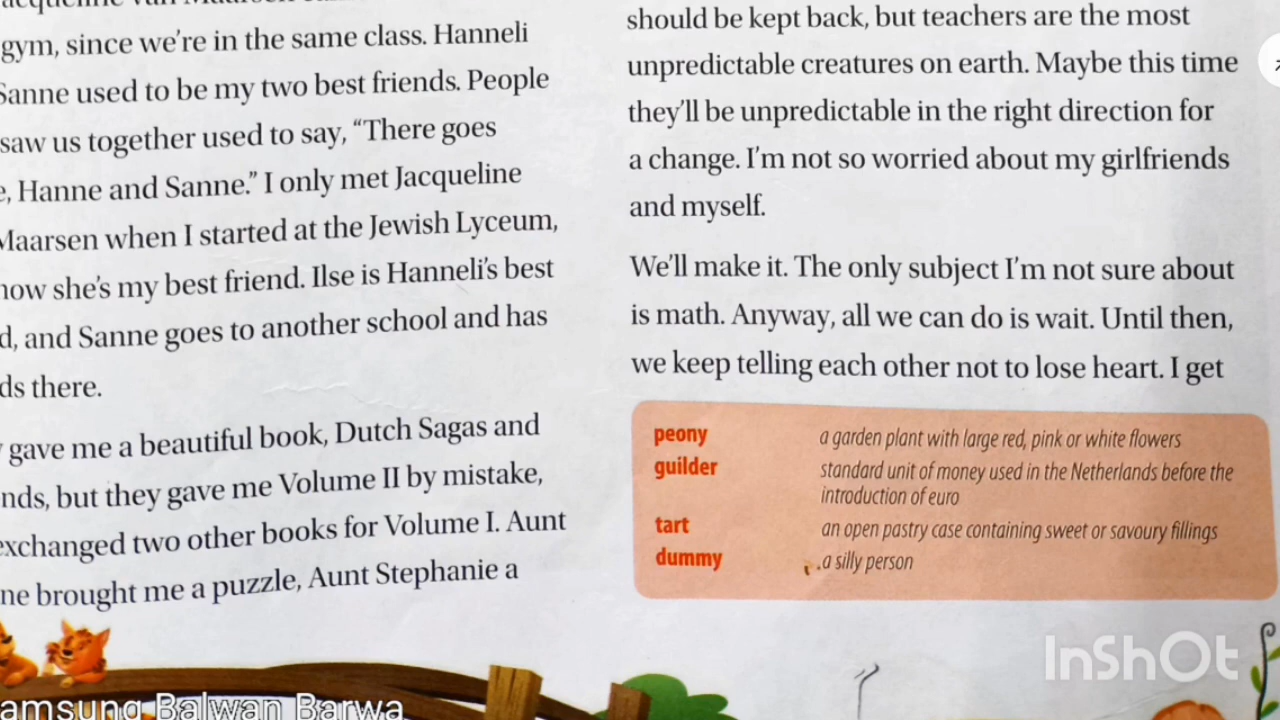 gym, since we're in the same class. Hanneli
Sanne used to be my two best friends. People
saw us together used to say, “There goes
Hanne and Sanne.” I only met Jacqueline
Maarsen when I started at the Jewish Lyceum,
now she's my best friend. Ilse is Hanneli's best
and Sanne goes to another school and has
there.
gave me a beautiful book, Dutch Sagas and
but they gave me Volume II by mistake,
exchanged two other books for Volume I. Aunt
brought me a puzzle, Aunt Stephanie a
should be kept back, but teachers are the most
unpredictable creatures on earth. Maybe this time
they'll be unpredictable in the right direction for
a change. I'm not so worried about my girlfriends
and myself.
We'll make it. The only subject I'm not sure about
is math. Anyway, all we can do is wait. Until then,
we keep telling each other not to lose heart. I get
peony a garden plant with large red, pink or white flowers
guilder standard unit of money used in the Netherlands before the
introduction of euro
tart an open pastry case containing sweet or savoury fillings
dummy a silly person
InShOt
Balwan Barwa